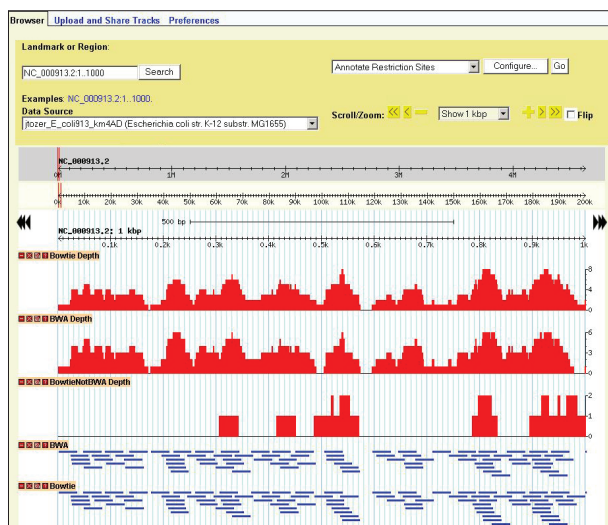 Browser Upload and Share Tracks Preferences
Landmark or Region:
NC_000913.2:1..1000 Search
Annotate Restriction Sites Configure... Go
Examples: NC_000913.2:1..1000.
Data Source
jtozer_E_coli913_km4AD (Escherichia coli str. K-12 substr. MG1655)
Scroll/Zoom: << < − Show 1 kbp + > >> Flip
NC_000913.2
0M 1M 2M 3M 4M
0k 10k 20k 30k 40k 50k 60k 70k 80k 90k 100k 110k 120k 130k 140k 150k 160k 170k 180k 190k 200k
500 bp
NC_000913.2: 1 kbp
0.1k 0.2k 0.3k 0.4k 0.5k 0.6k 0.7k 0.8k 0.9k 1k
Bowtie Depth
8
4
0
BWA Depth
6
3
0
BowtieNotBWA Depth
2
1
0
BWA
Bowtie